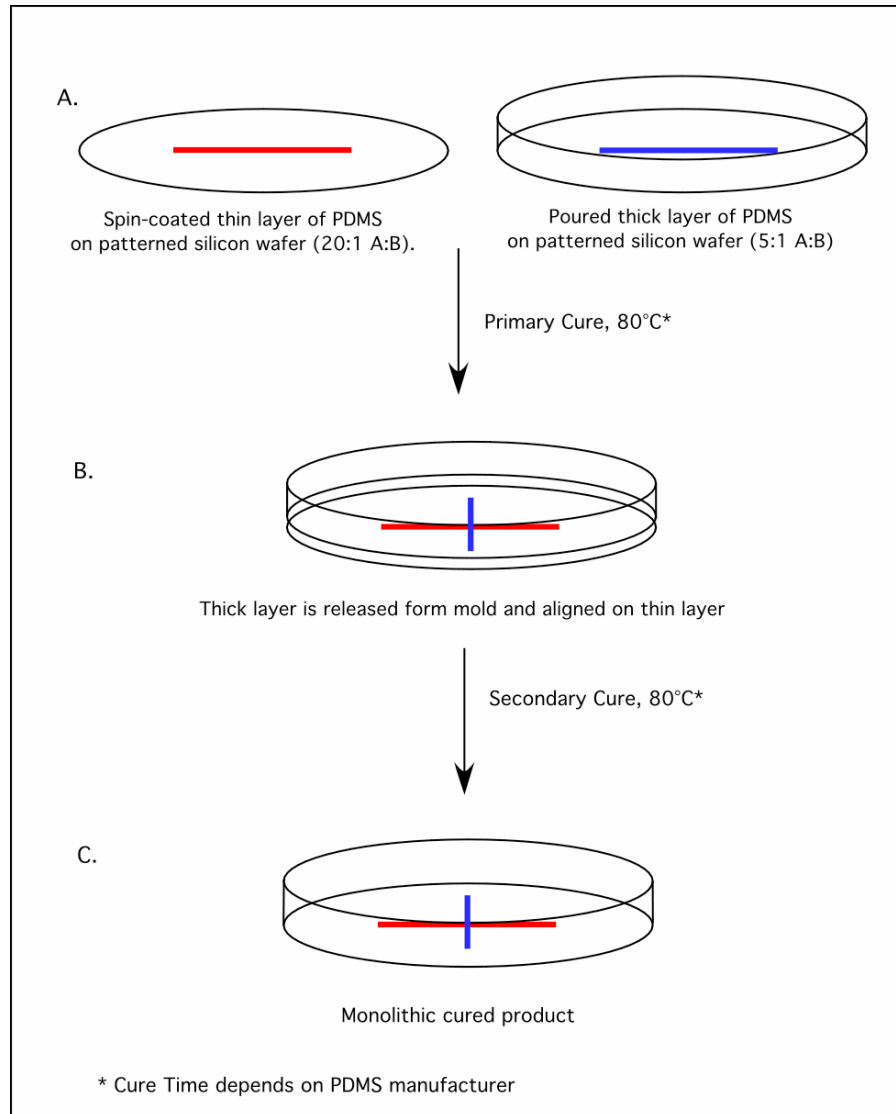 A.
Spin-coated thin layer of PDMS
on patterned silicon wafer (20:1 A:B).
Poured thick layer of PDMS
on patterned silicon wafer (5:1 A:B)
Primary Cure, 80°C*
B.
Thick layer is released form mold and aligned on thin layer
Secondary Cure, 80°C*
C.
Monolithic cured product
* Cure Time depends on PDMS manufacturer